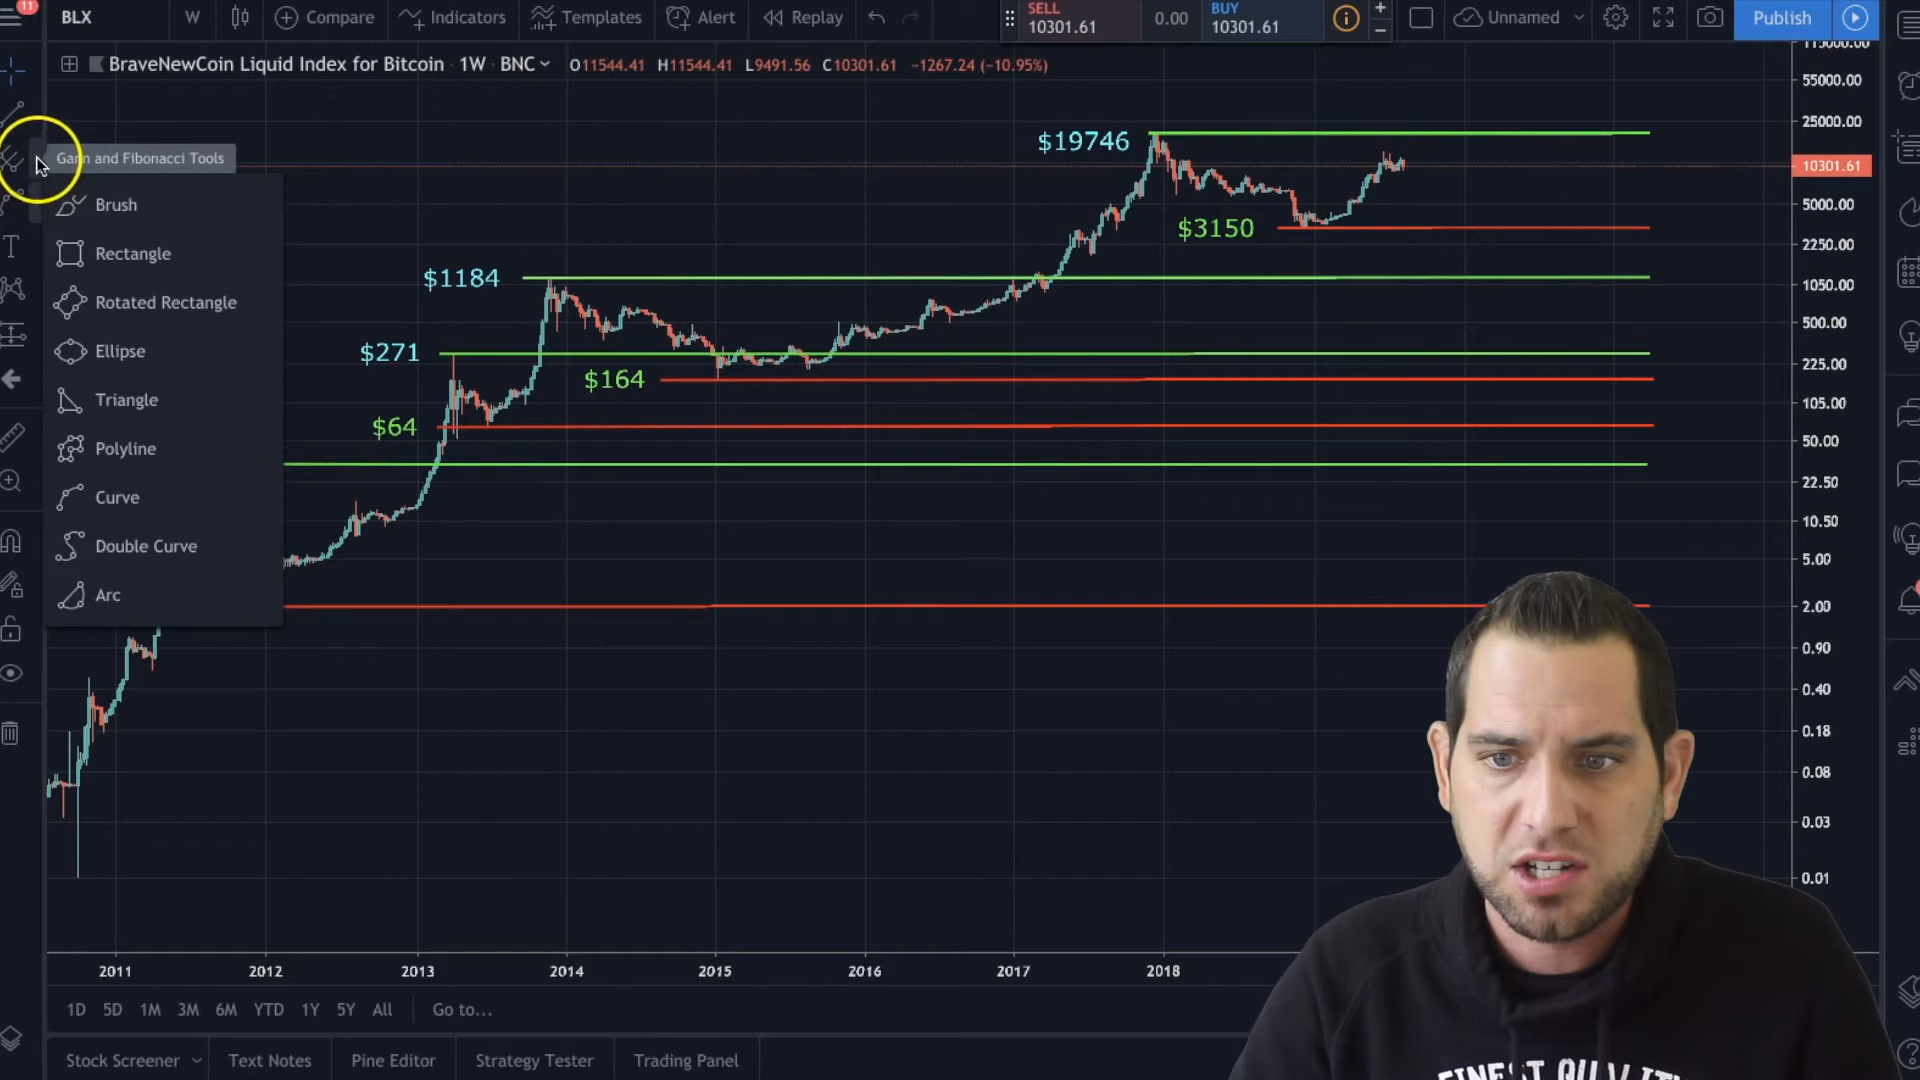 11
BLX
W
Compare
Indicators
Templates
Alert
Replay
SELL
10301.61
0.00
BUY
10301.61
Unnamed
Publish
BraveNewCoin Liquid Index for Bitcoin · 1W · BNC
O11544.41 H11544.41 L9491.56 C10301.61 −1267.24 (−10.95%)
Gann and Fibonacci Tools
Brush
Rectangle
Rotated Rectangle
Ellipse
Triangle
Polyline
Curve
Double Curve
Arc
$19746
$3150
$1184
$271
$164
$64
115000.00
55000.00
25000.00
10301.61
5000.00
2250.00
1050.00
500.00
225.00
105.00
50.00
22.50
10.50
5.00
2.00
0.90
0.40
0.18
0.08
0.03
0.01
2011 2012 2013 2014 2015 2016 2017 2018
1D 5D 1M 3M 6M YTD 1Y 5Y All Go to...
Stock Screener Text Notes Pine Editor Strategy Tester Trading Panel
FINEST QUALITY